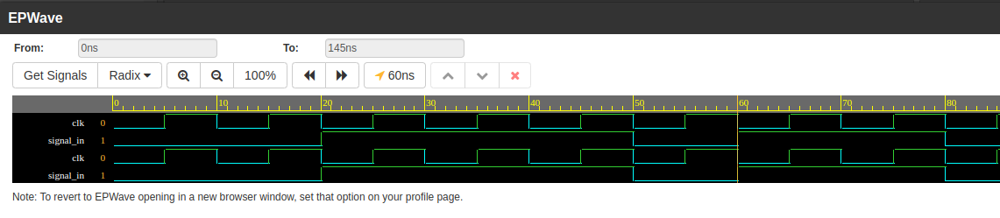 EPWave
From: 0ns To: 145ns
Get Signals Radix 100% 60ns
0 10 20 30 40 50 60 70 80
clk 0
signal_in 1
clk 0
signal_in 1
Note: To revert to EPWave opening in a new browser window, set that option on your profile page.